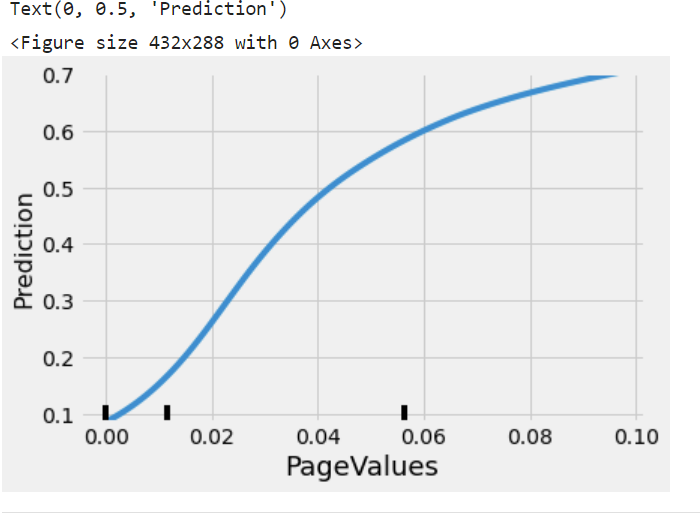 Text(0, 0.5, 'Prediction')
<Figure size 432x288 with 0 Axes>
0.7
0.6
0.5
0.4
0.3
0.2
0.1
Prediction
0.00 0.02 0.04 0.06 0.08 0.10
PageValues